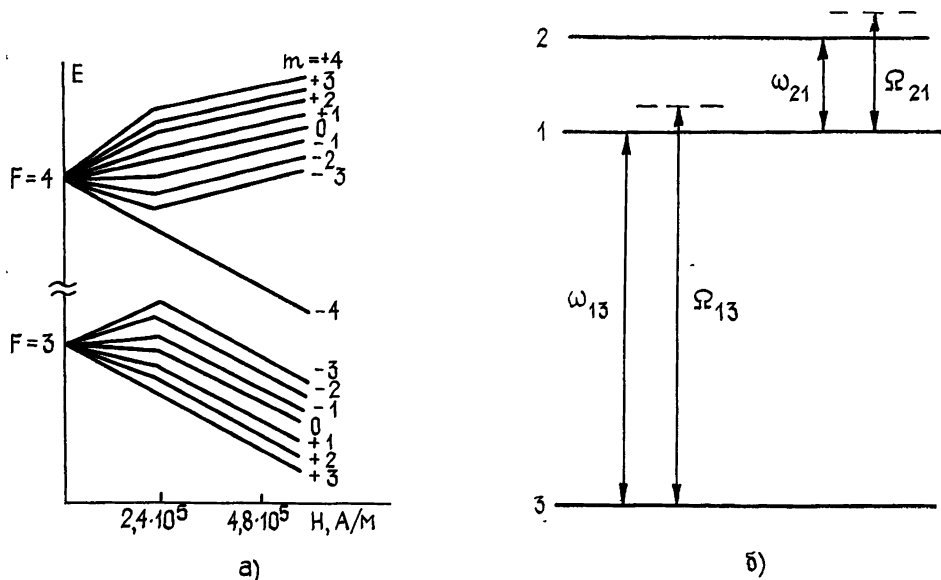 E
m=+4
+3
+2
+1
0
-1
-2
-3
F=4
-4
F=3
-3
-2
-1
0
+1
+2
+3
2,4·10⁵
4,8·10⁵
H, А/м
а)
2
ω₂₁
Ω₂₁
1
ω₁₃
Ω₁₃
3
б)